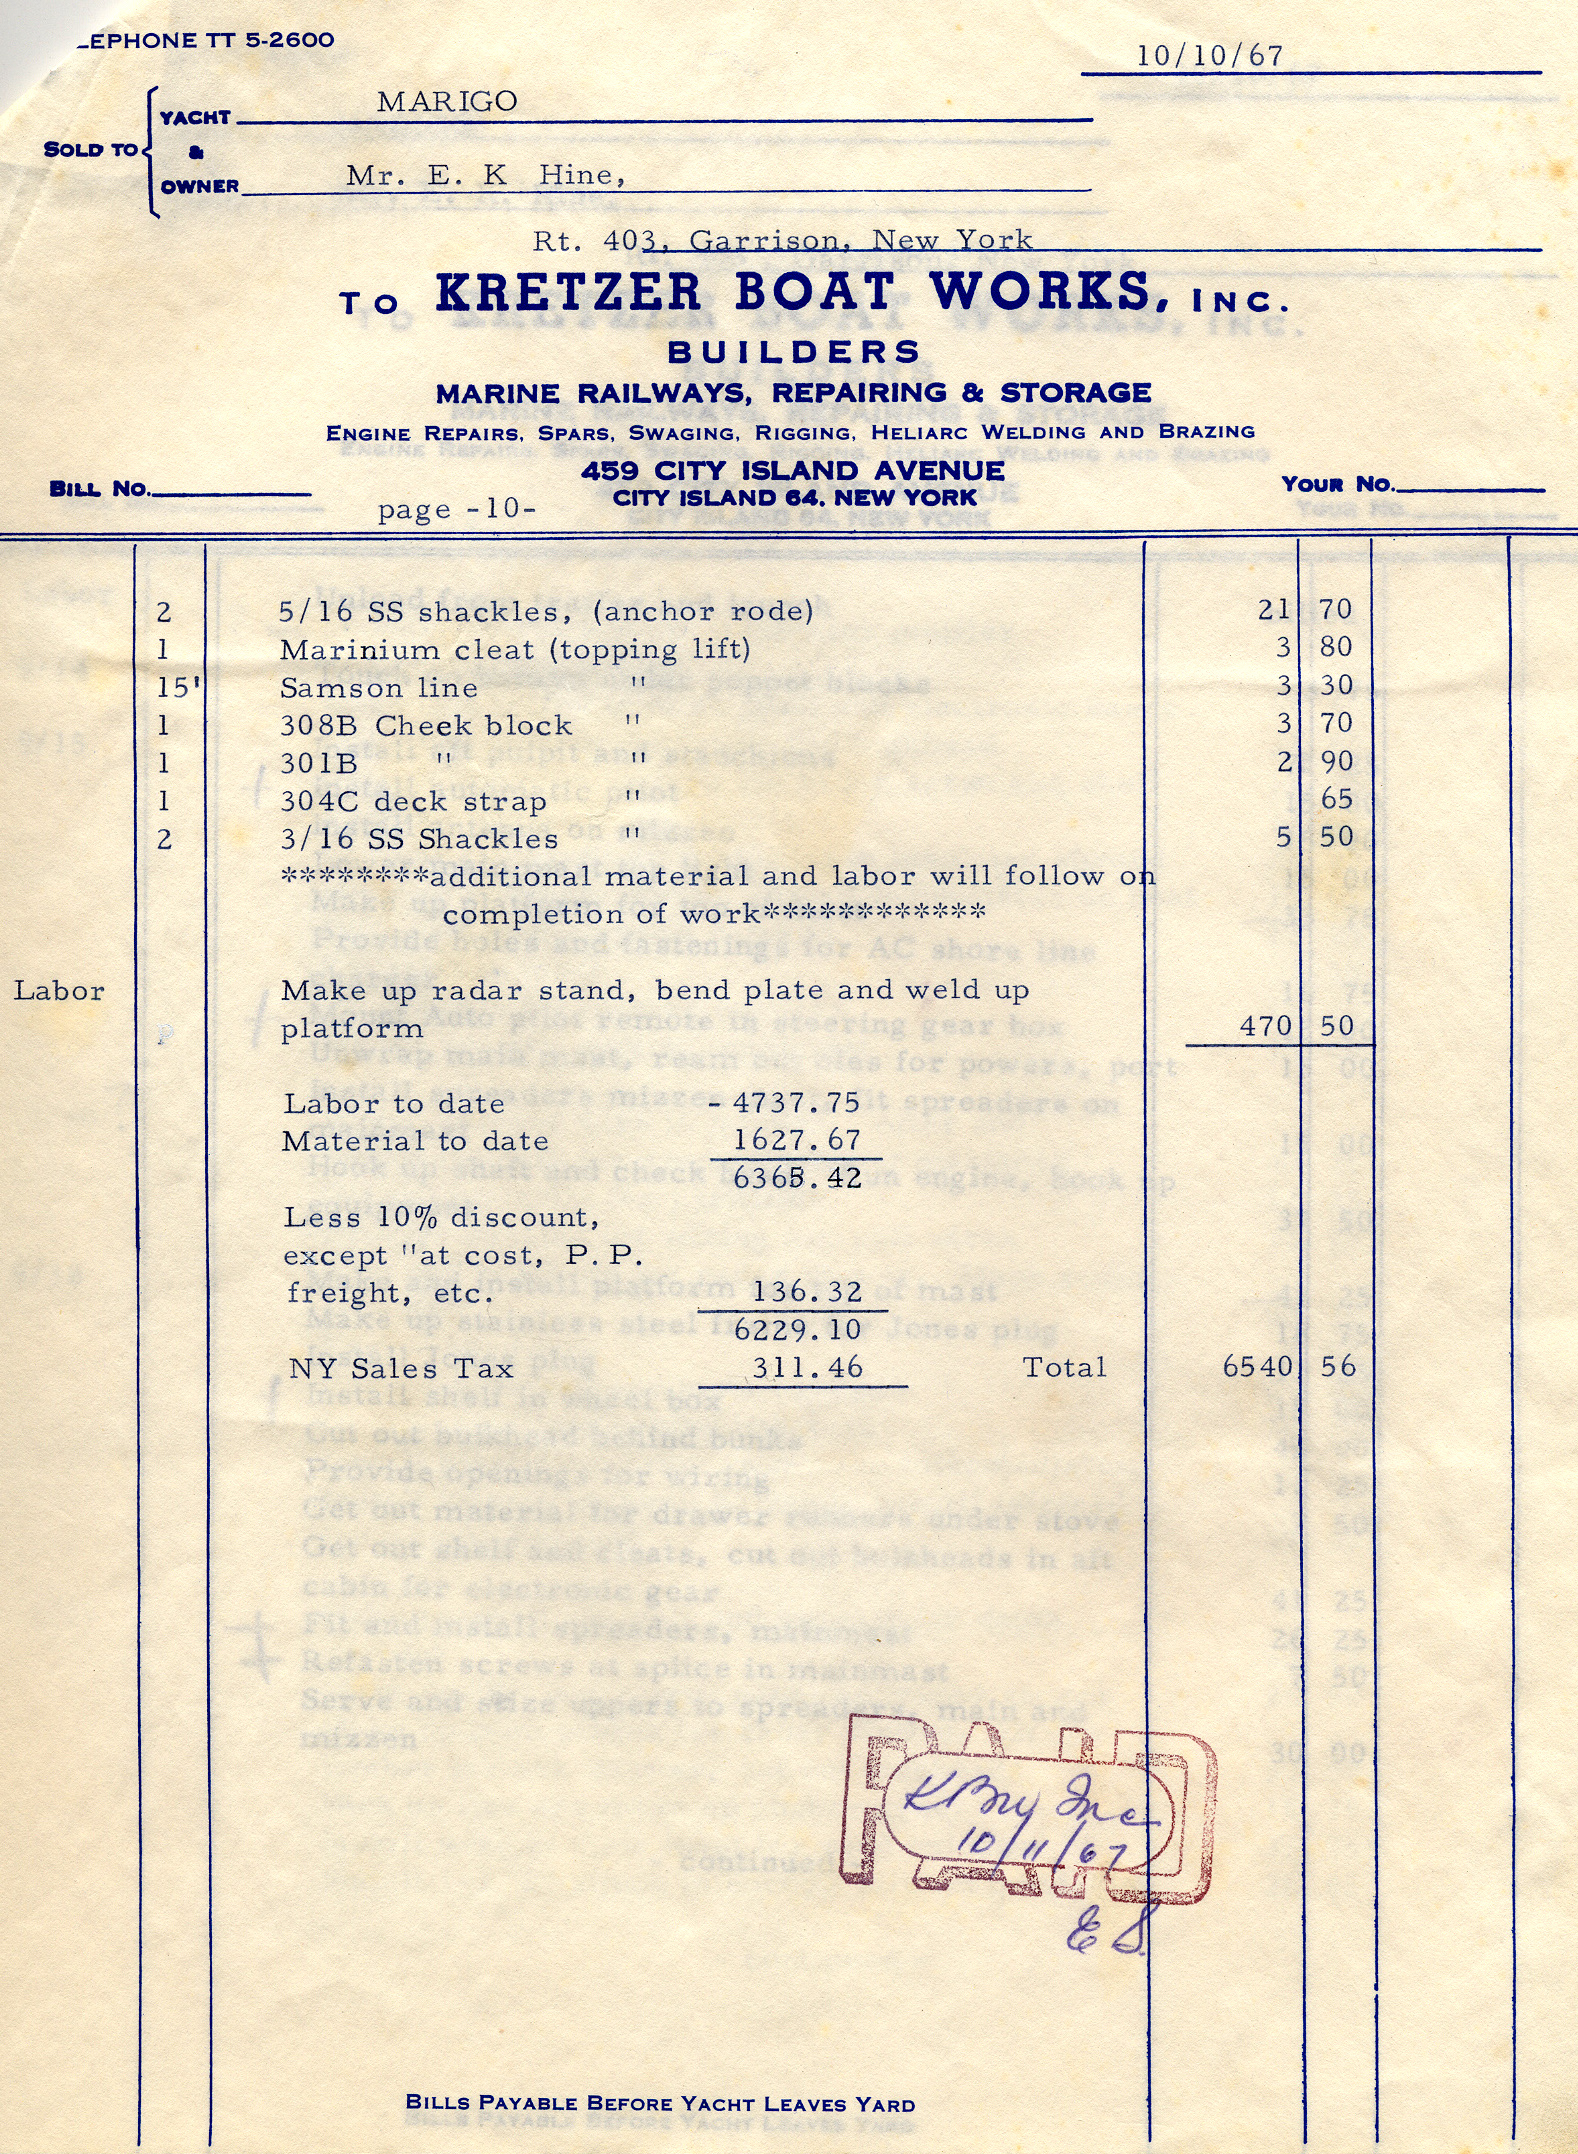 EPHONE TT 5-2600
10/10/67
SOLD TO
YACHT MARIGO
&
OWNER Mr. E. K Hine,
Rt. 403, Garrison, New York
TO KRETZER BOAT WORKS, INC.
BUILDERS
MARINE RAILWAYS, REPAIRING & STORAGE
ENGINE REPAIRS, SPARS, SWAGING, RIGGING, HELIARC WELDING AND BRAZING
459 CITY ISLAND AVENUE
CITY ISLAND 64, NEW YORK
BILL NO. page -10- YOUR NO.
2 5/16 SS shackles, (anchor rode) 21 70
1 Marinium cleat (topping lift) 3 80
15' Samson line " 3 30
1 308B Cheek block " 3 70
1 301B " " 2 90
1 304C deck strap " 65
2 3/16 SS Shackles " 5 50
********additional material and labor will follow on
completion of work************
Labor Make up radar stand, bend plate and weld up
platform 470 50
Labor to date - 4737.75
Material to date 1627.67
6365.42
Less 10% discount,
except "at cost, P.P.
freight, etc. 136.32
6229.10
NY Sales Tax 311.46 Total 6540 56
PAID
Inc
10/11/67
ES
BILLS PAYABLE BEFORE YACHT LEAVES YARD